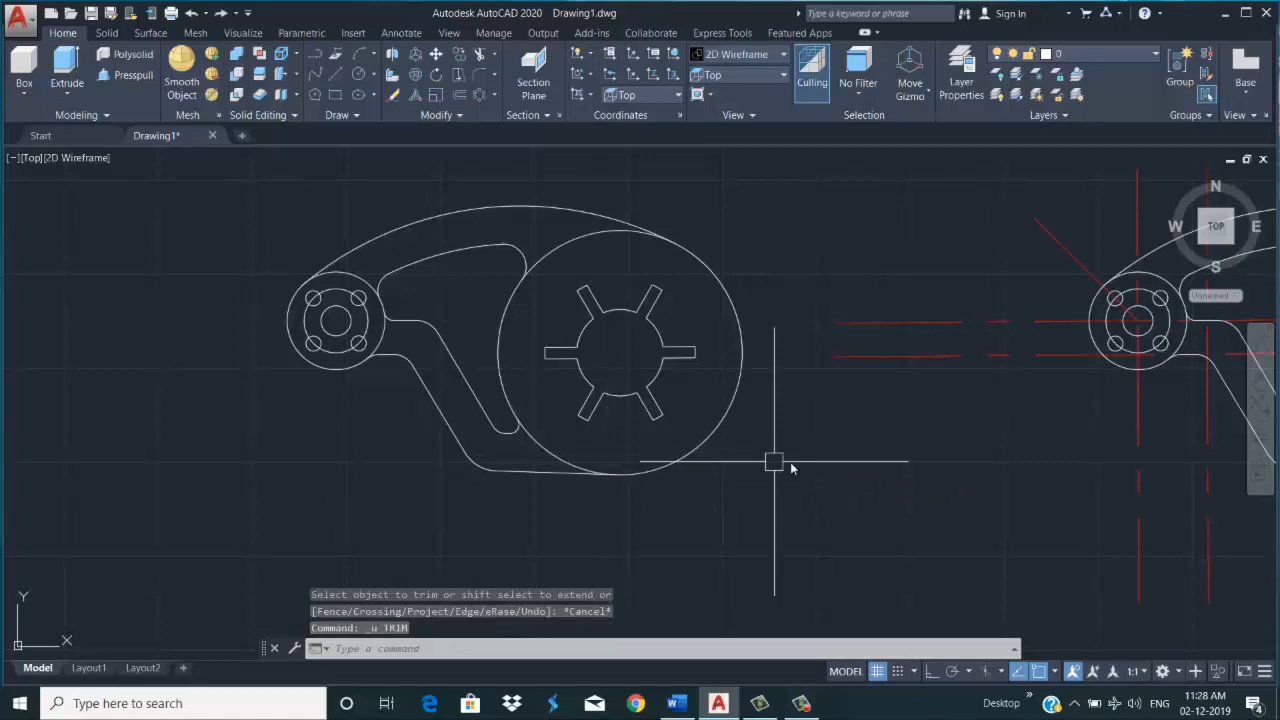 Autodesk AutoCAD 2020 Drawing1.dwg
Type a keyword or phrase
Sign In
Home Solid Surface Mesh Visualize Parametric Insert Annotate View Manage Output Add-ins Collaborate Express Tools Featured Apps
Polysolid
Presspull
2D Wireframe
Top
Top
0
Box
Extrude
Smooth
Object
Section
Plane
Culling
No Filter
Move
Gizmo
Layer
Properties
Group
Base
Modeling
Mesh
Solid Editing
Draw
Modify
Section
Coordinates
View
Selection
Layers
Groups
View
Start
Drawing1*
[−][Top][2D Wireframe]
N
W
TOP
E
S
Unnamed
Select object to trim or shift select to extend or
[Fence/Crossing/Project/Edge/eRase/Undo]: *Cancel*
Command: _u TRIM
Type a command
Y
X
Model
Layout1
Layout2
MODEL
1:1
Type here to search
Desktop
ENG
11:28 AM
02-12-2019
4